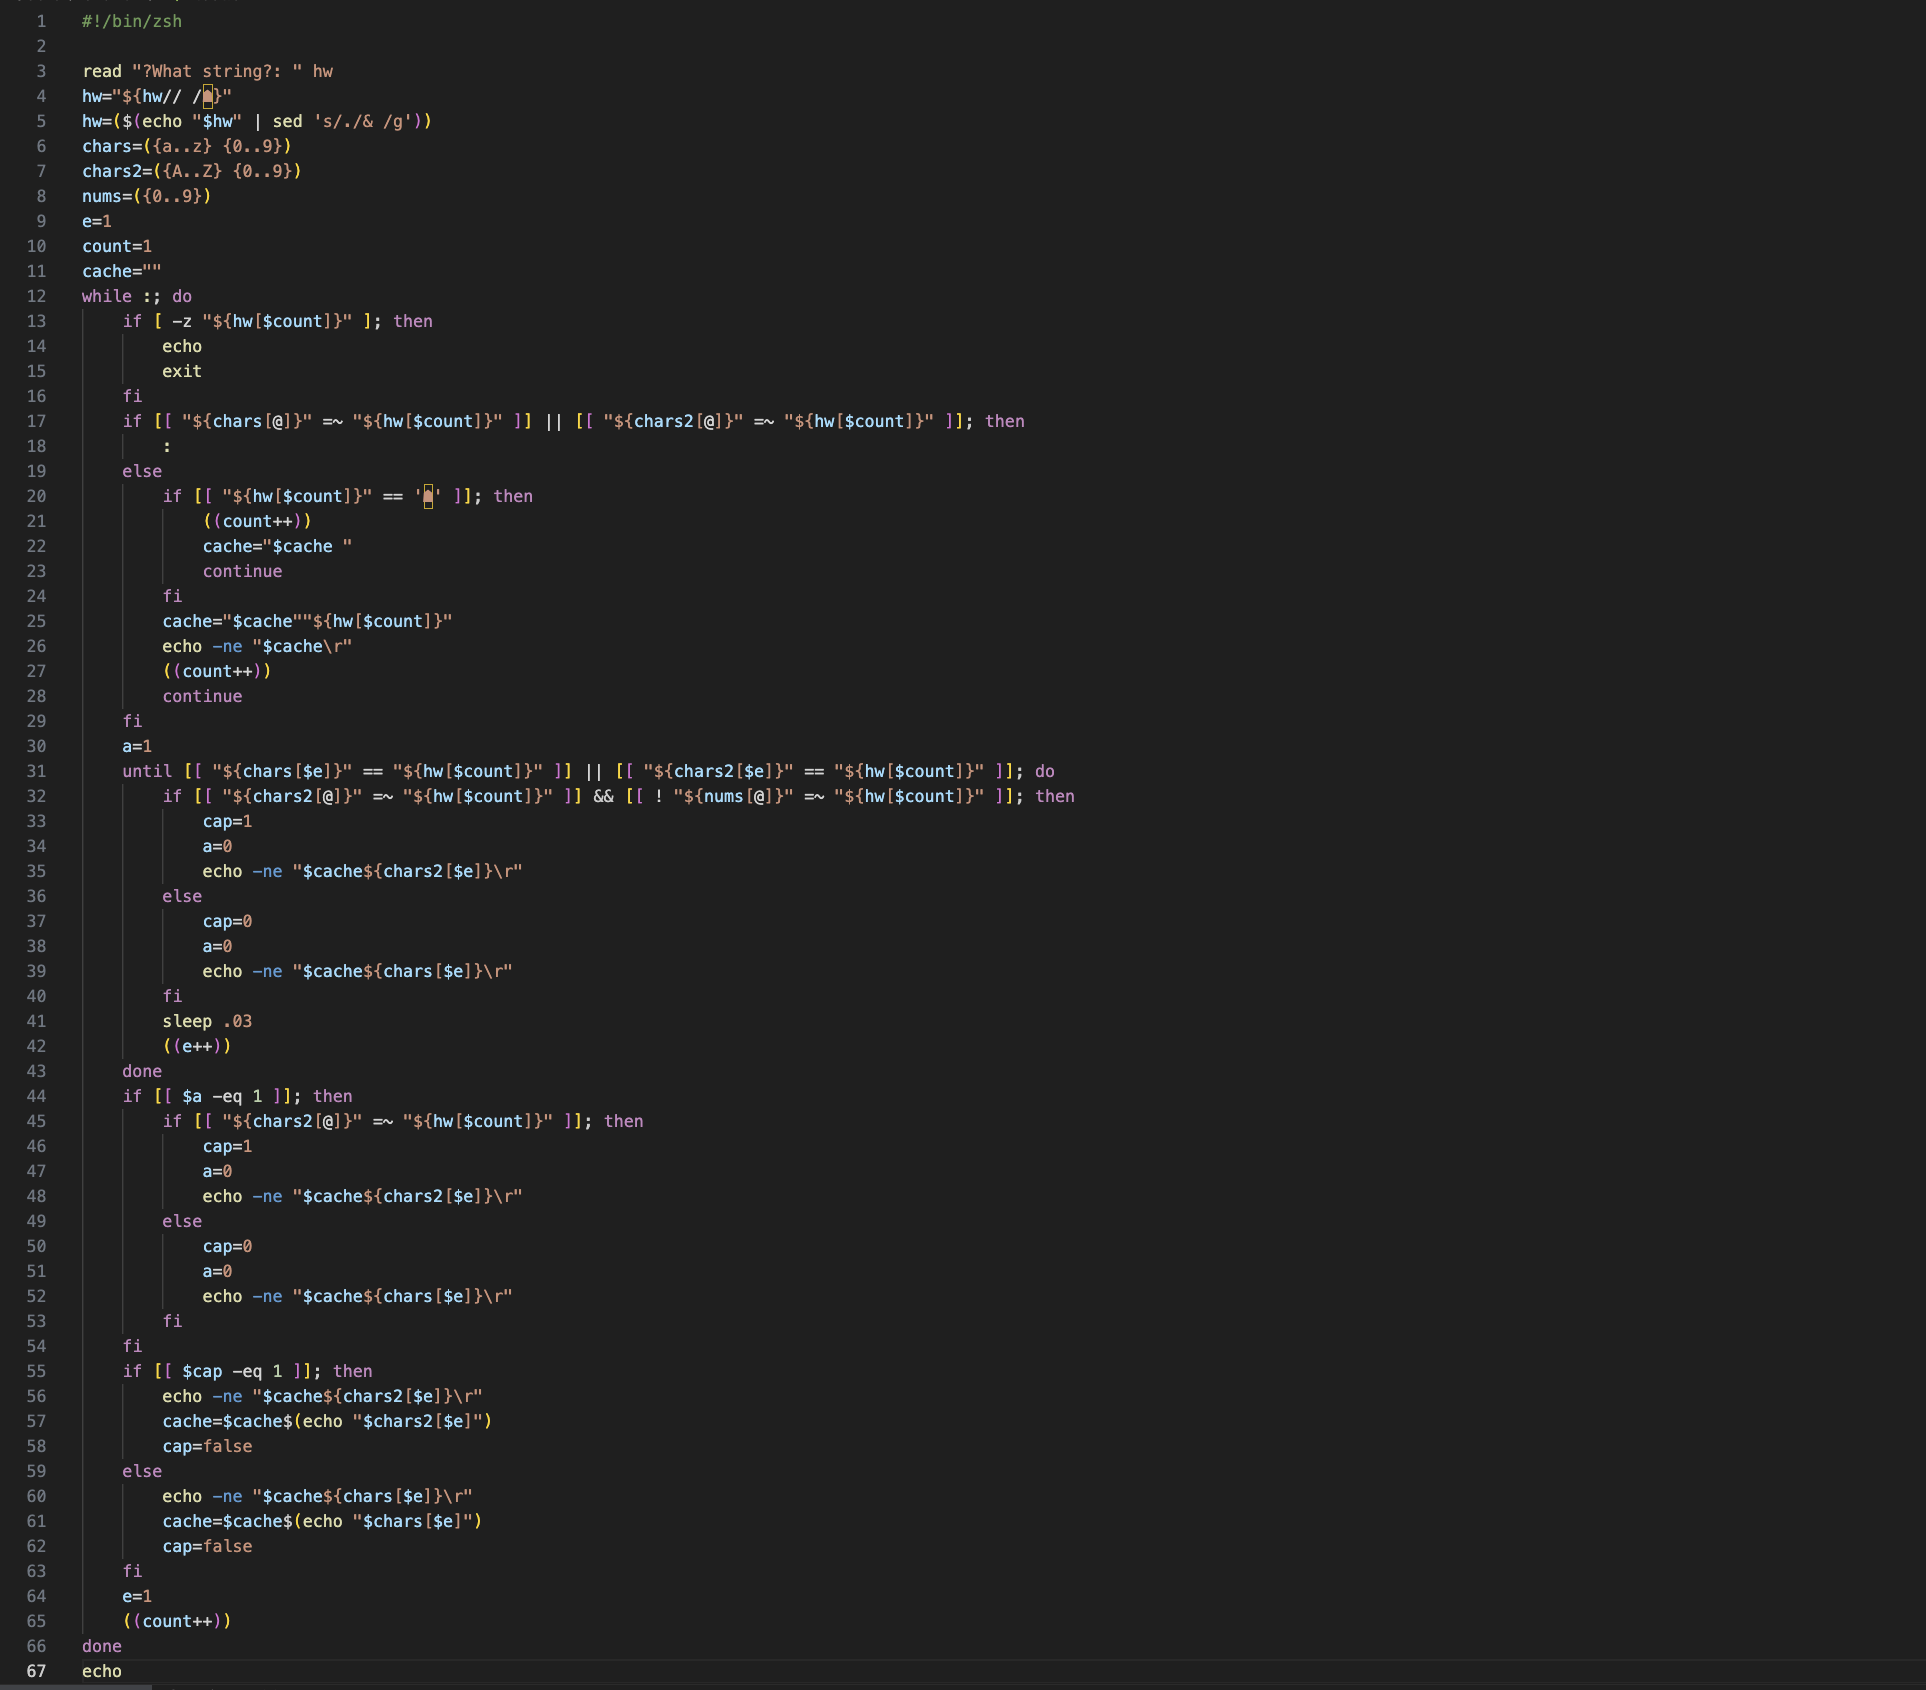 1 #!/bin/zsh
2
3 read "?What string?: " hw
4 hw="${hw// /}"
5 hw=($(echo "$hw" | sed 's/./& /g'))
6 chars=({a..z} {0..9})
7 chars2=({A..Z} {0..9})
8 nums=({0..9})
9 e=1
10 count=1
11 cache=""
12 while :; do
13 if [ -z "${hw[$count]}" ]; then
14 echo
15 exit
16 fi
17 if [[ "${chars[@]}" =~ "${hw[$count]}" ]] || [[ "${chars2[@]}" =~ "${hw[$count]}" ]]; then
18 :
19 else
20 if [[ "${hw[$count]}" == '' ]]; then
21 ((count++))
22 cache="$cache "
23 continue
24 fi
25 cache="$cache""${hw[$count]}"
26 echo -ne "$cache\r"
27 ((count++))
28 continue
29 fi
30 a=1
31 until [[ "${chars[$e]}" == "${hw[$count]}" ]] || [[ "${chars2[$e]}" == "${hw[$count]}" ]]; do
32 if [[ "${chars2[@]}" =~ "${hw[$count]}" ]] && [[ ! "${nums[@]}" =~ "${hw[$count]}" ]]; then
33 cap=1
34 a=0
35 echo -ne "$cache${chars2[$e]}\r"
36 else
37 cap=0
38 a=0
39 echo -ne "$cache${chars[$e]}\r"
40 fi
41 sleep .03
42 ((e++))
43 done
44 if [[ $a -eq 1 ]]; then
45 if [[ "${chars2[@]}" =~ "${hw[$count]}" ]]; then
46 cap=1
47 a=0
48 echo -ne "$cache${chars2[$e]}\r"
49 else
50 cap=0
51 a=0
52 echo -ne "$cache${chars[$e]}\r"
53 fi
54 fi
55 if [[ $cap -eq 1 ]]; then
56 echo -ne "$cache${chars2[$e]}\r"
57 cache=$cache$(echo "$chars2[$e]")
58 cap=false
59 else
60 echo -ne "$cache${chars[$e]}\r"
61 cache=$cache$(echo "$chars[$e]")
62 cap=false
63 fi
64 e=1
65 ((count++))
66 done
67 echo